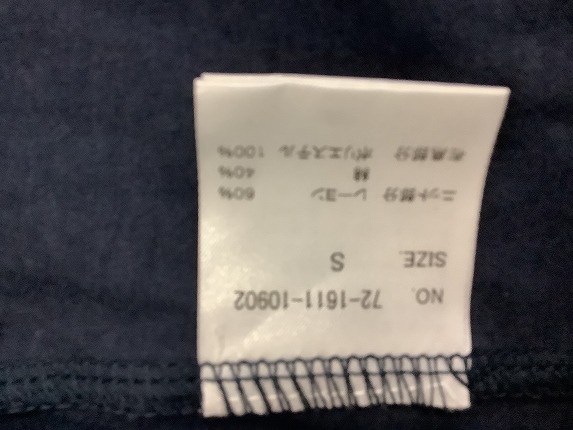 NO. 72-1611-10902
SIZE. S
ニット部分 レーヨン 60%
綿 40%
布帛部分 ポリエステル 100%